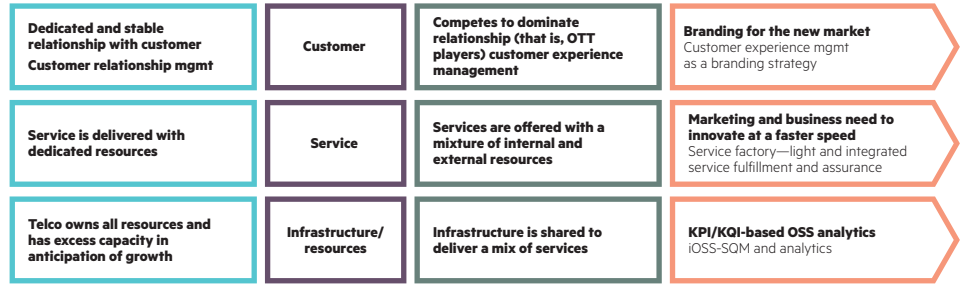 Dedicated and stable
relationship with customer
Customer relationship mgmt
Customer
Competes to dominate
relationship (that is, OTT
players) customer experience
management
Branding for the new market
Customer experience mgmt
as a branding strategy
Service is delivered with
dedicated resources
Service
Services are offered with a
mixture of internal and
external resources
Marketing and business need to
innovate at a faster speed
Service factory—light and integrated
service fulfillment and assurance
Telco owns all resources and
has excess capacity in
anticipation of growth
Infrastructure/
resources
Infrastructure is shared to
deliver a mix of services
KPI/KQI-based OSS analytics
iOSS-SQM and analytics